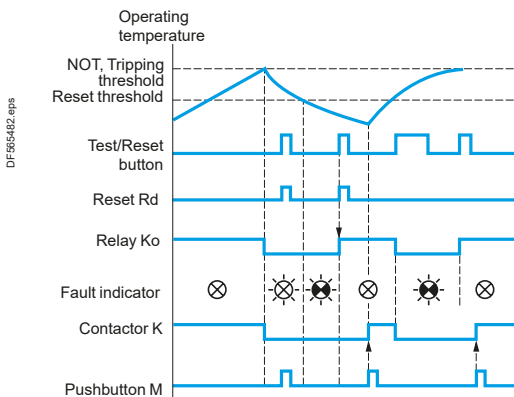 Operating
temperature
NOT, Tripping
threshold
Reset threshold
DF565482.eps
Test/Reset
button
Reset Rd
Relay Ko
Fault indicator
Contactor K
Pushbutton M